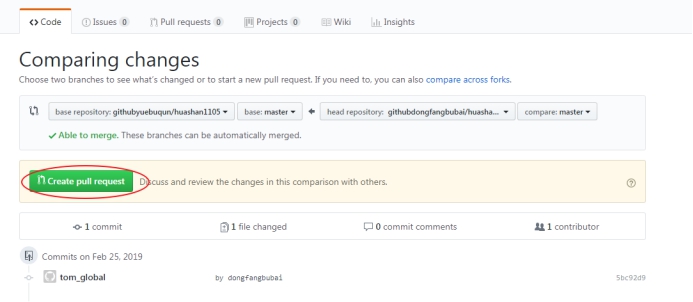 Code Issues 0 Pull requests 0 Projects 0 Wiki Insights
Comparing changes
Choose two branches to see what's changed or to start a new pull request. If you need to, you can also compare across forks.
base repository: githubyuebuqun/huashan1105 base: master head repository: githubdongfangbubai/huasha... compare: master
Able to merge. These branches can be automatically merged.
Create pull request Discuss and review the changes in this comparison with others.
1 commit 1 file changed 0 commit comments 1 contributor
Commits on Feb 25, 2019
tom_global by dongfangbubai 5bc92d9